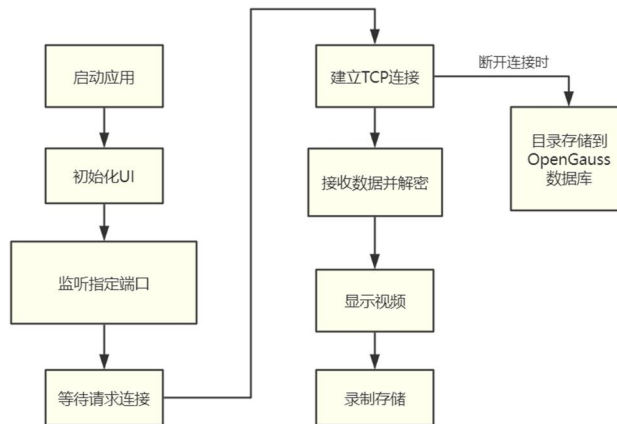 启动应用
初始化UI
监听指定端口
等待请求连接
建立TCP连接
断开连接时
目录存储到
OpenGauss
数据库
接收数据并解密
显示视频
录制存储